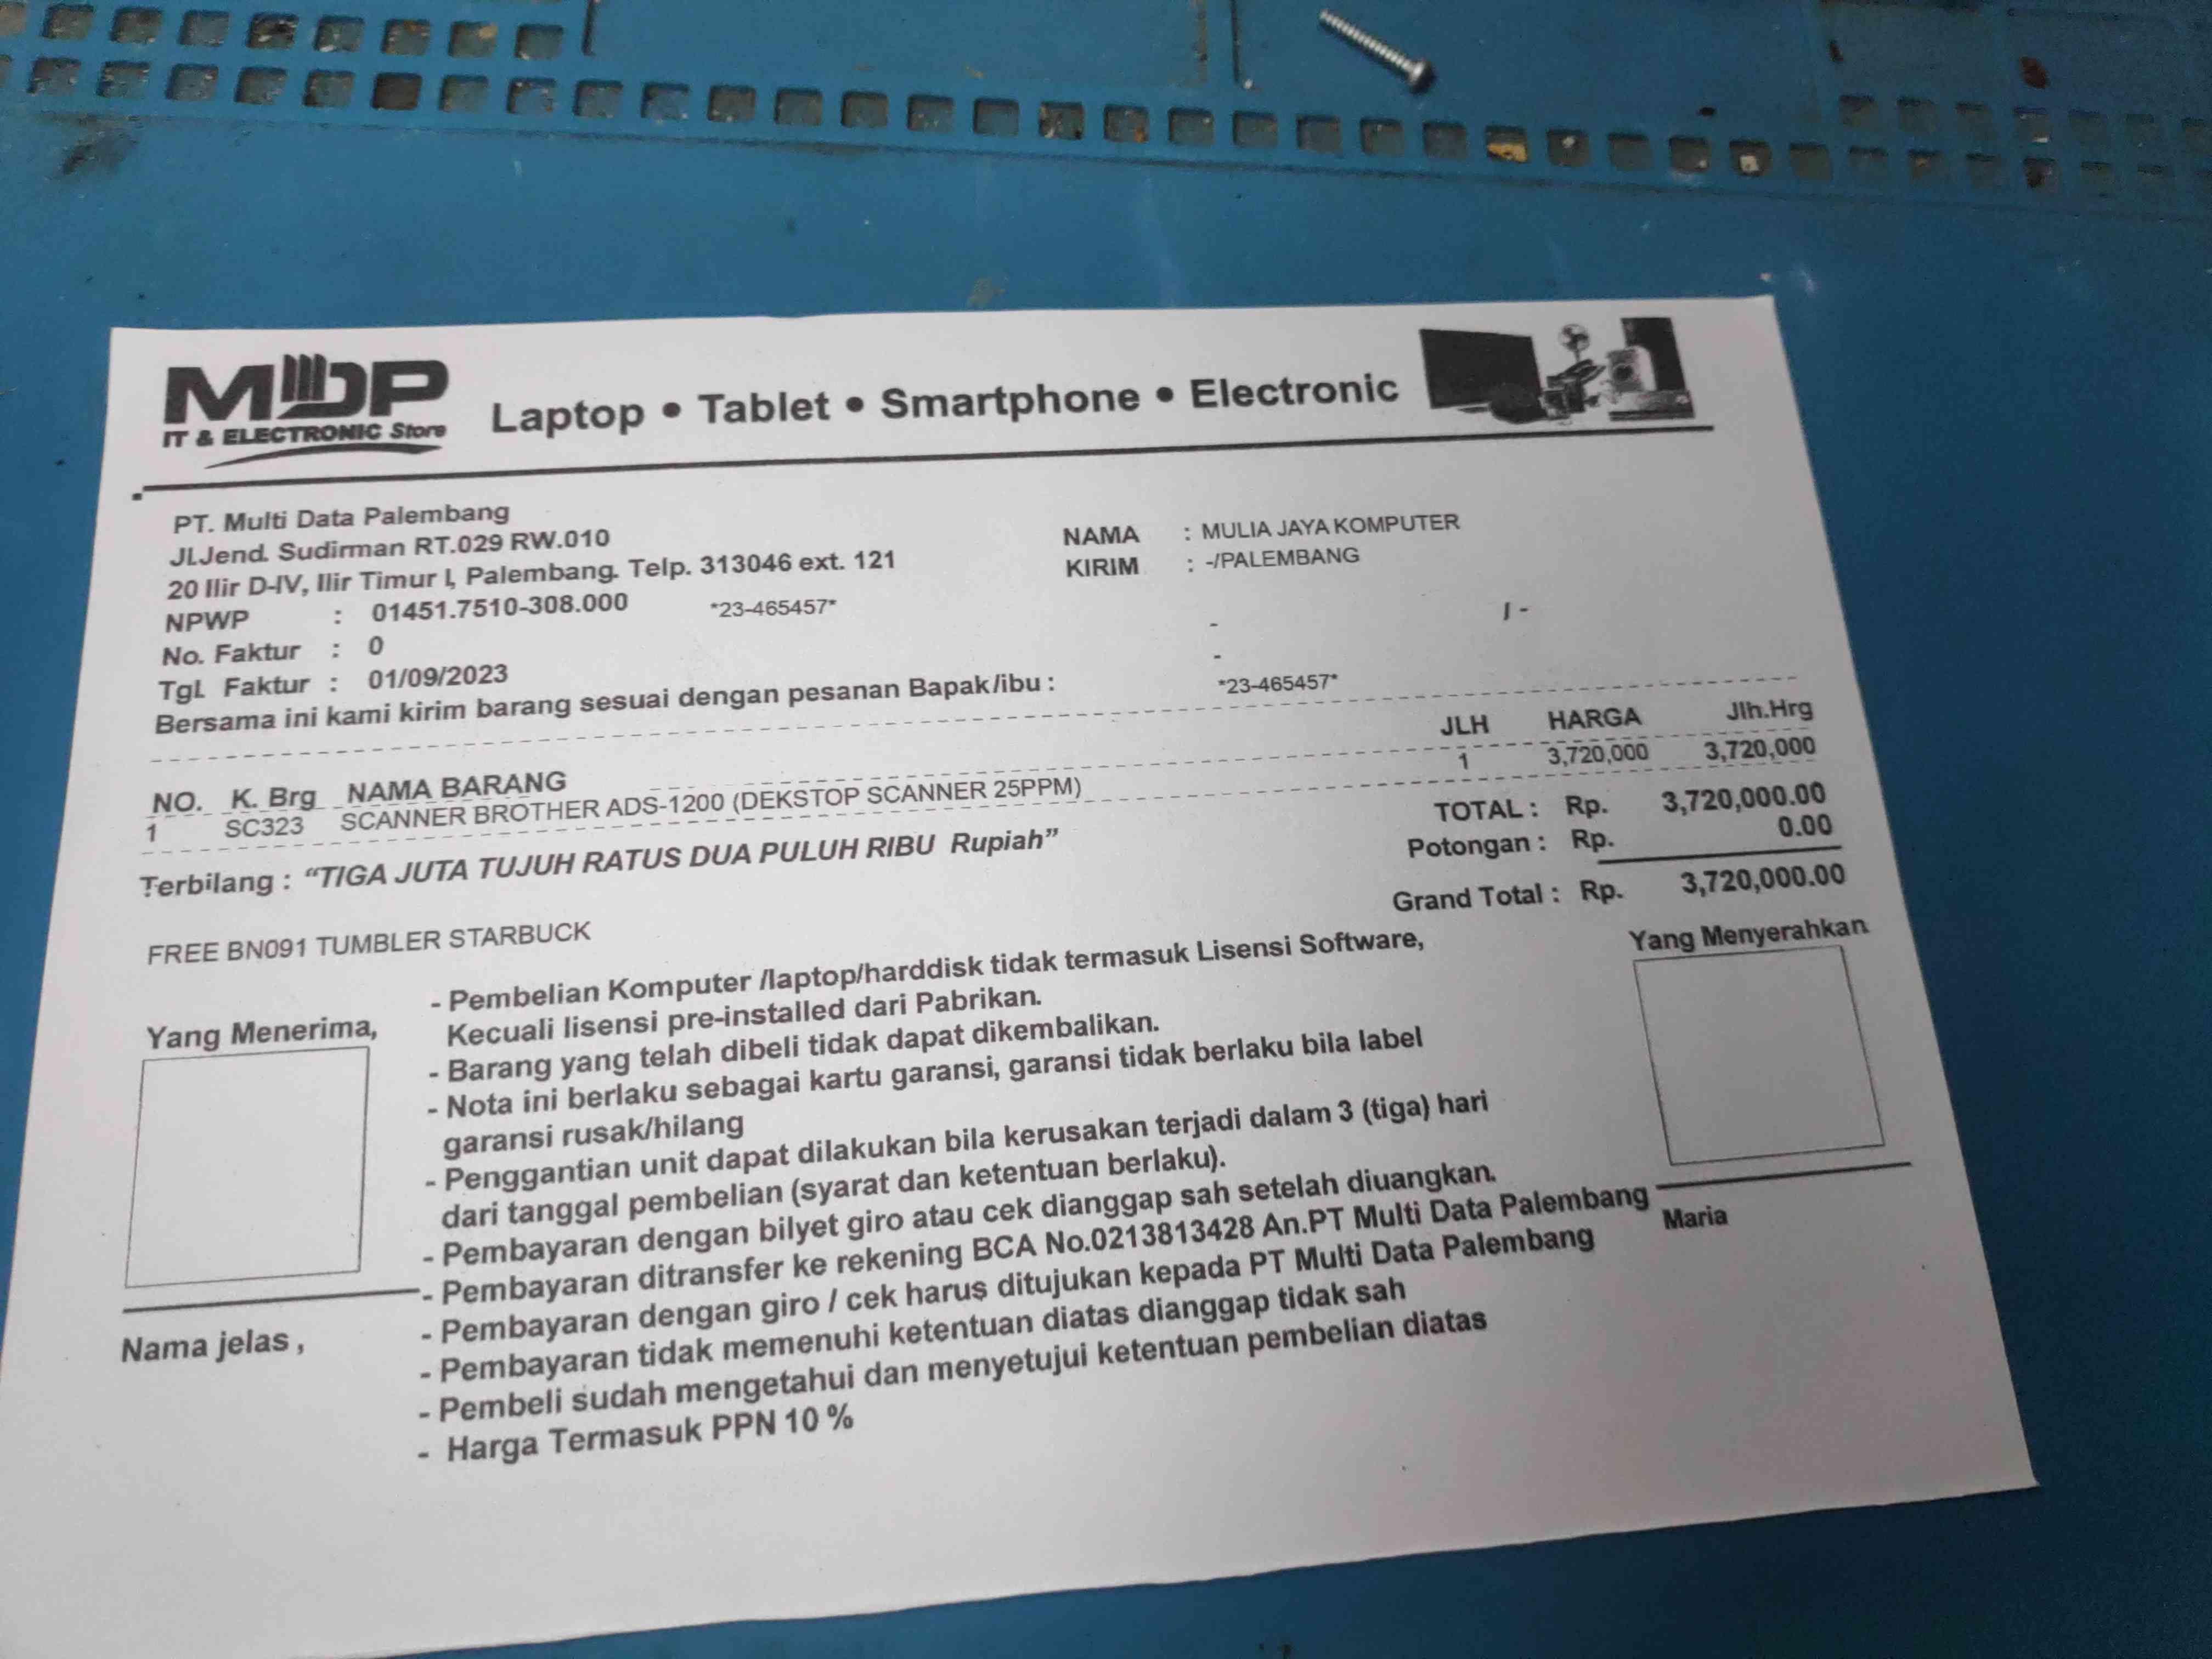 MDP
IT & ELECTRONIC Store
Laptop • Tablet • Smartphone • Electronic
PT. Multi Data Palembang
Jl.Jend. Sudirman RT.029 RW.010
20 Ilir D-IV, Ilir Timur I, Palembang. Telp. 313046 ext. 121
NPWP : 01451.7510-308.000 *23-465457*
No. Faktur : 0
Tgl. Faktur : 01/09/2023
Bersama ini kami kirim barang sesuai dengan pesanan Bapak/ibu :
NAMA : MULIA JAYA KOMPUTER
KIRIM : -/PALEMBANG
- / -
-
*23-465457*
NO. K. Brg NAMA BARANG JLH HARGA Jlh.Hrg
1 SC323 SCANNER BROTHER ADS-1200 (DEKSTOP SCANNER 25PPM) 1 3,720,000 3,720,000
Terbilang : “TIGA JUTA TUJUH RATUS DUA PULUH RIBU Rupiah”
TOTAL : Rp. 3,720,000.00
Potongan : Rp. 0.00
Grand Total : Rp. 3,720,000.00
FREE BN091 TUMBLER STARBUCK
Yang Menerima,
Nama jelas ,
- Pembelian Komputer /laptop/harddisk tidak termasuk Lisensi Software,
Kecuali lisensi pre-installed dari Pabrikan.
- Barang yang telah dibeli tidak dapat dikembalikan.
- Nota ini berlaku sebagai kartu garansi, garansi tidak berlaku bila label
garansi rusak/hilang
- Penggantian unit dapat dilakukan bila kerusakan terjadi dalam 3 (tiga) hari
dari tanggal pembelian (syarat dan ketentuan berlaku).
- Pembayaran dengan bilyet giro atau cek dianggap sah setelah diuangkan.
- Pembayaran ditransfer ke rekening BCA No.0213813428 An.PT Multi Data Palembang
- Pembayaran dengan giro / cek harus ditujukan kepada PT Multi Data Palembang
- Pembayaran tidak memenuhi ketentuan diatas dianggap tidak sah
- Pembeli sudah mengetahui dan menyetujui ketentuan pembelian diatas
- Harga Termasuk PPN 10 %
Yang Menyerahkan
Maria